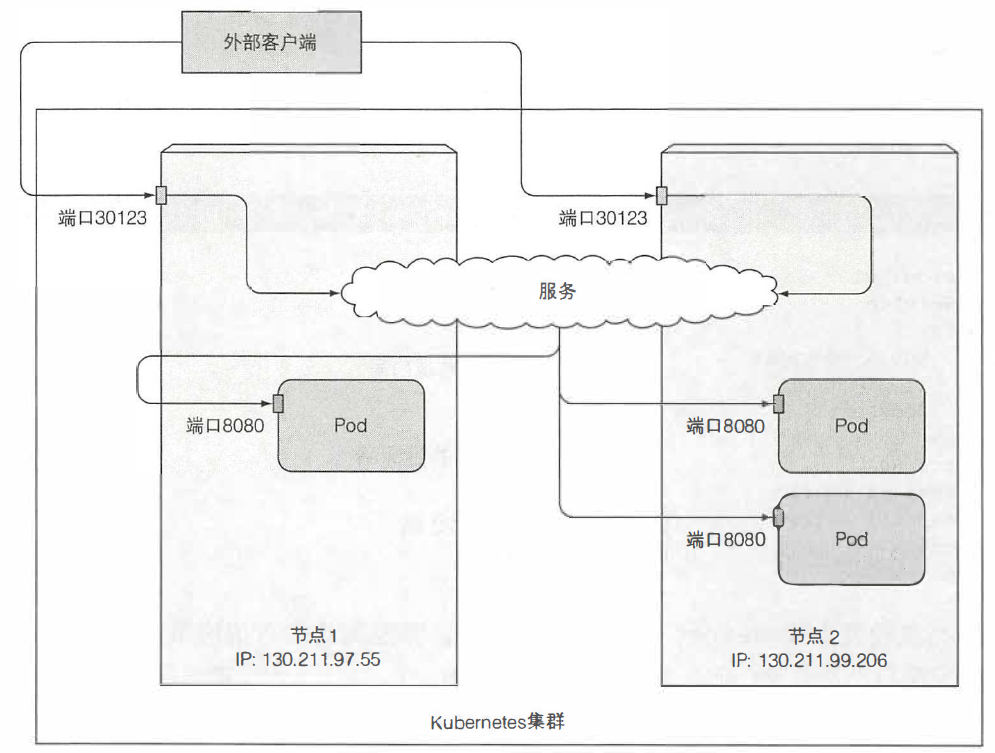 外部客户端
端口30123
端口30123
服务
端口8080
Pod
端口8080
Pod
端口8080
Pod
节点1
IP: 130.211.97.55
节点 2
IP: 130.211.99.206
Kubernetes集群